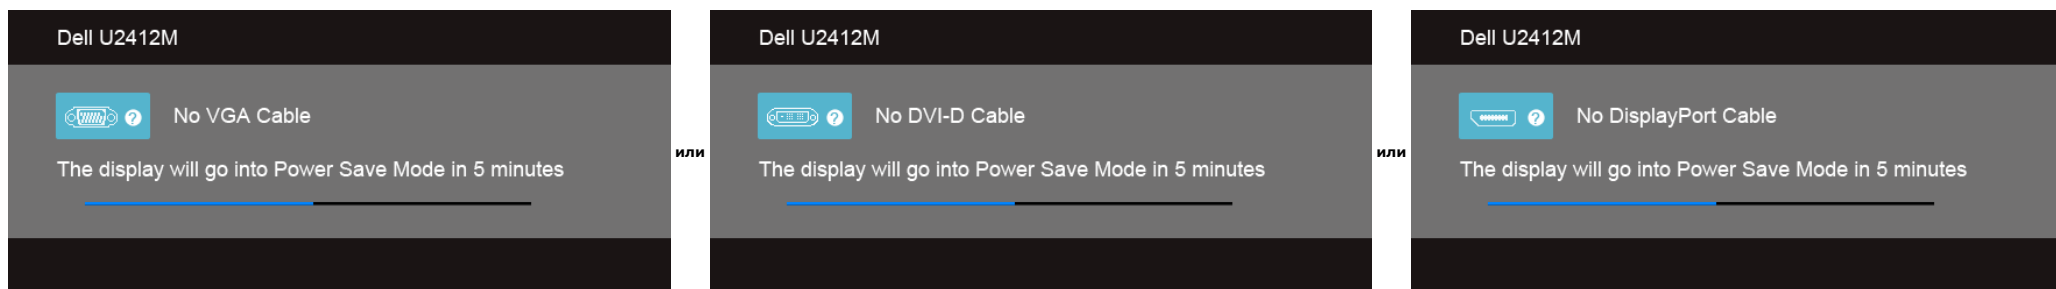 Dell U2412M
No VGA Cable
The display will go into Power Save Mode in 5 minutes
или
Dell U2412M
No DVI-D Cable
The display will go into Power Save Mode in 5 minutes
или
Dell U2412M
No DisplayPort Cable
The display will go into Power Save Mode in 5 minutes